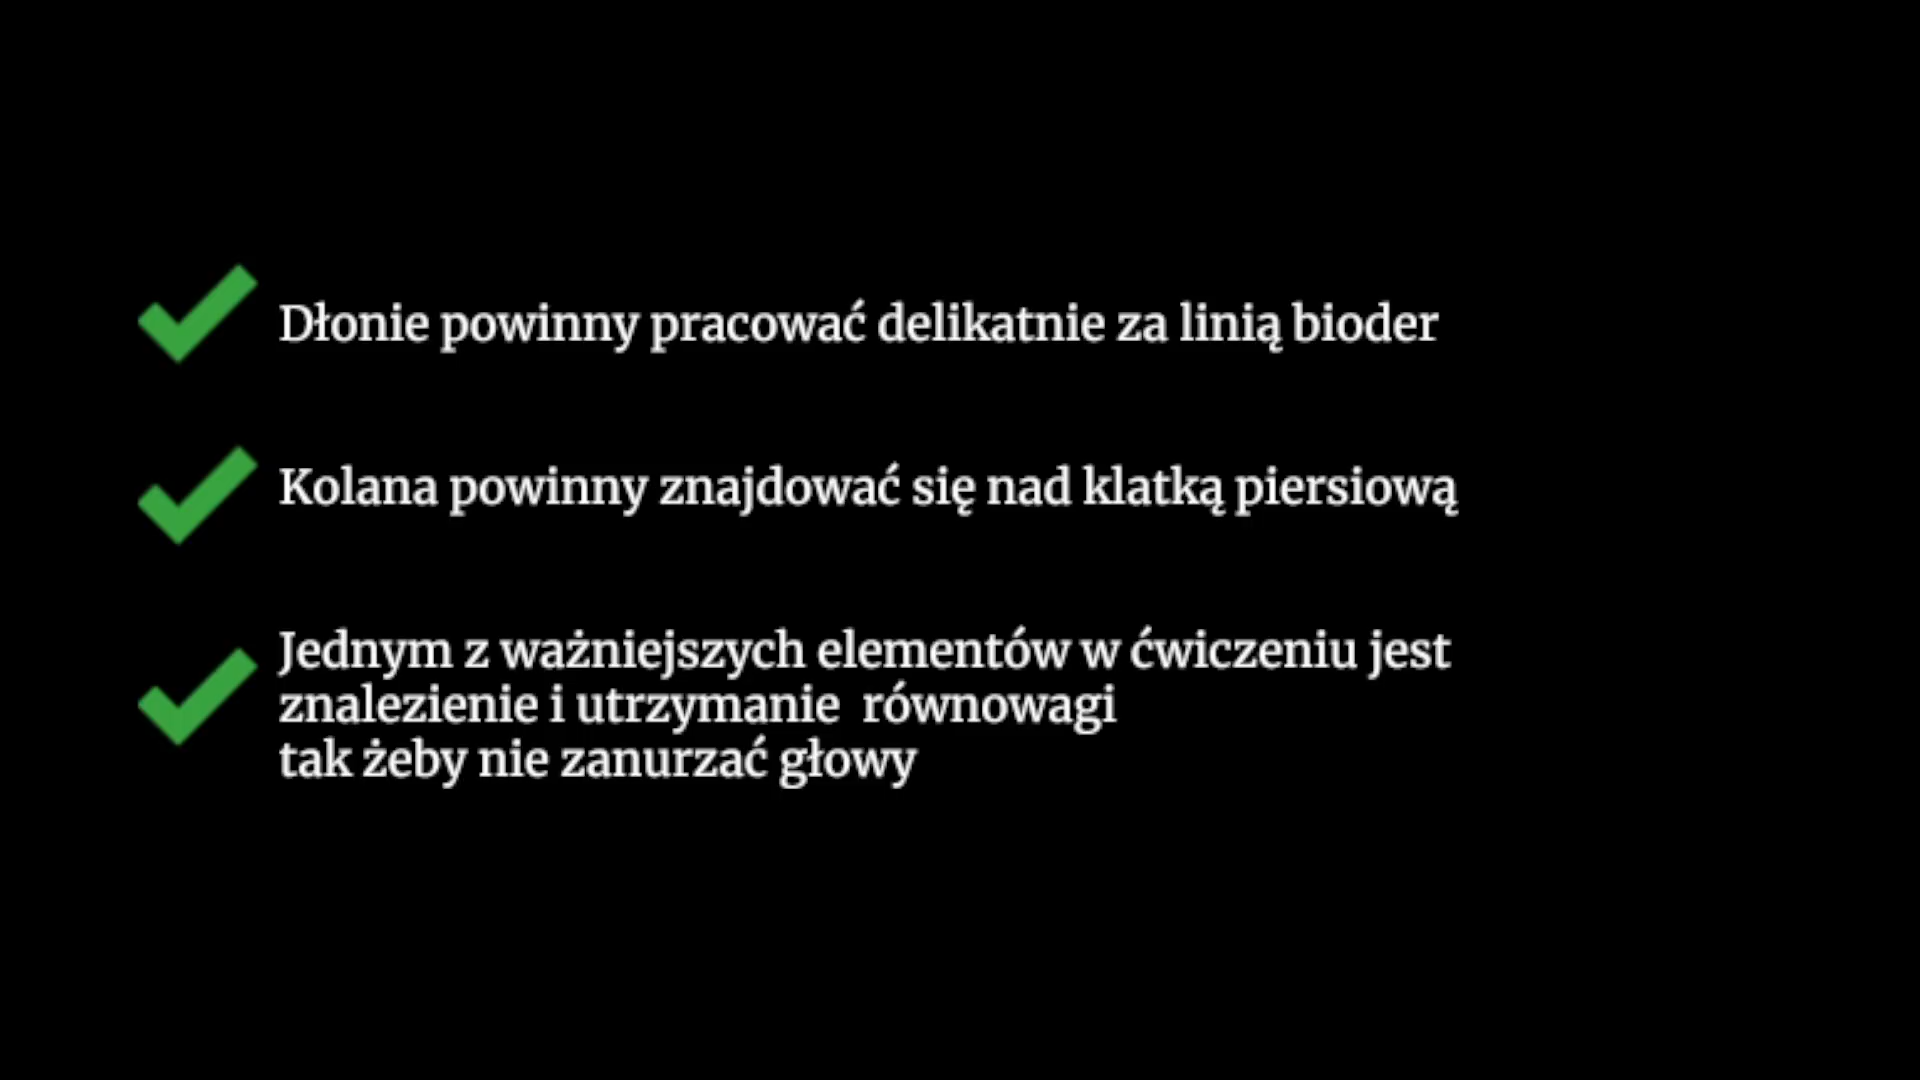 Dłonie powinny pracować delikatnie za linią bioder
Kolana powinny znajdować się nad klatką piersiową
Jednym z ważniejszych elementów w ćwiczeniu jest
znalezienie i utrzymanie  równowagi
tak żeby nie zanurzać głowy